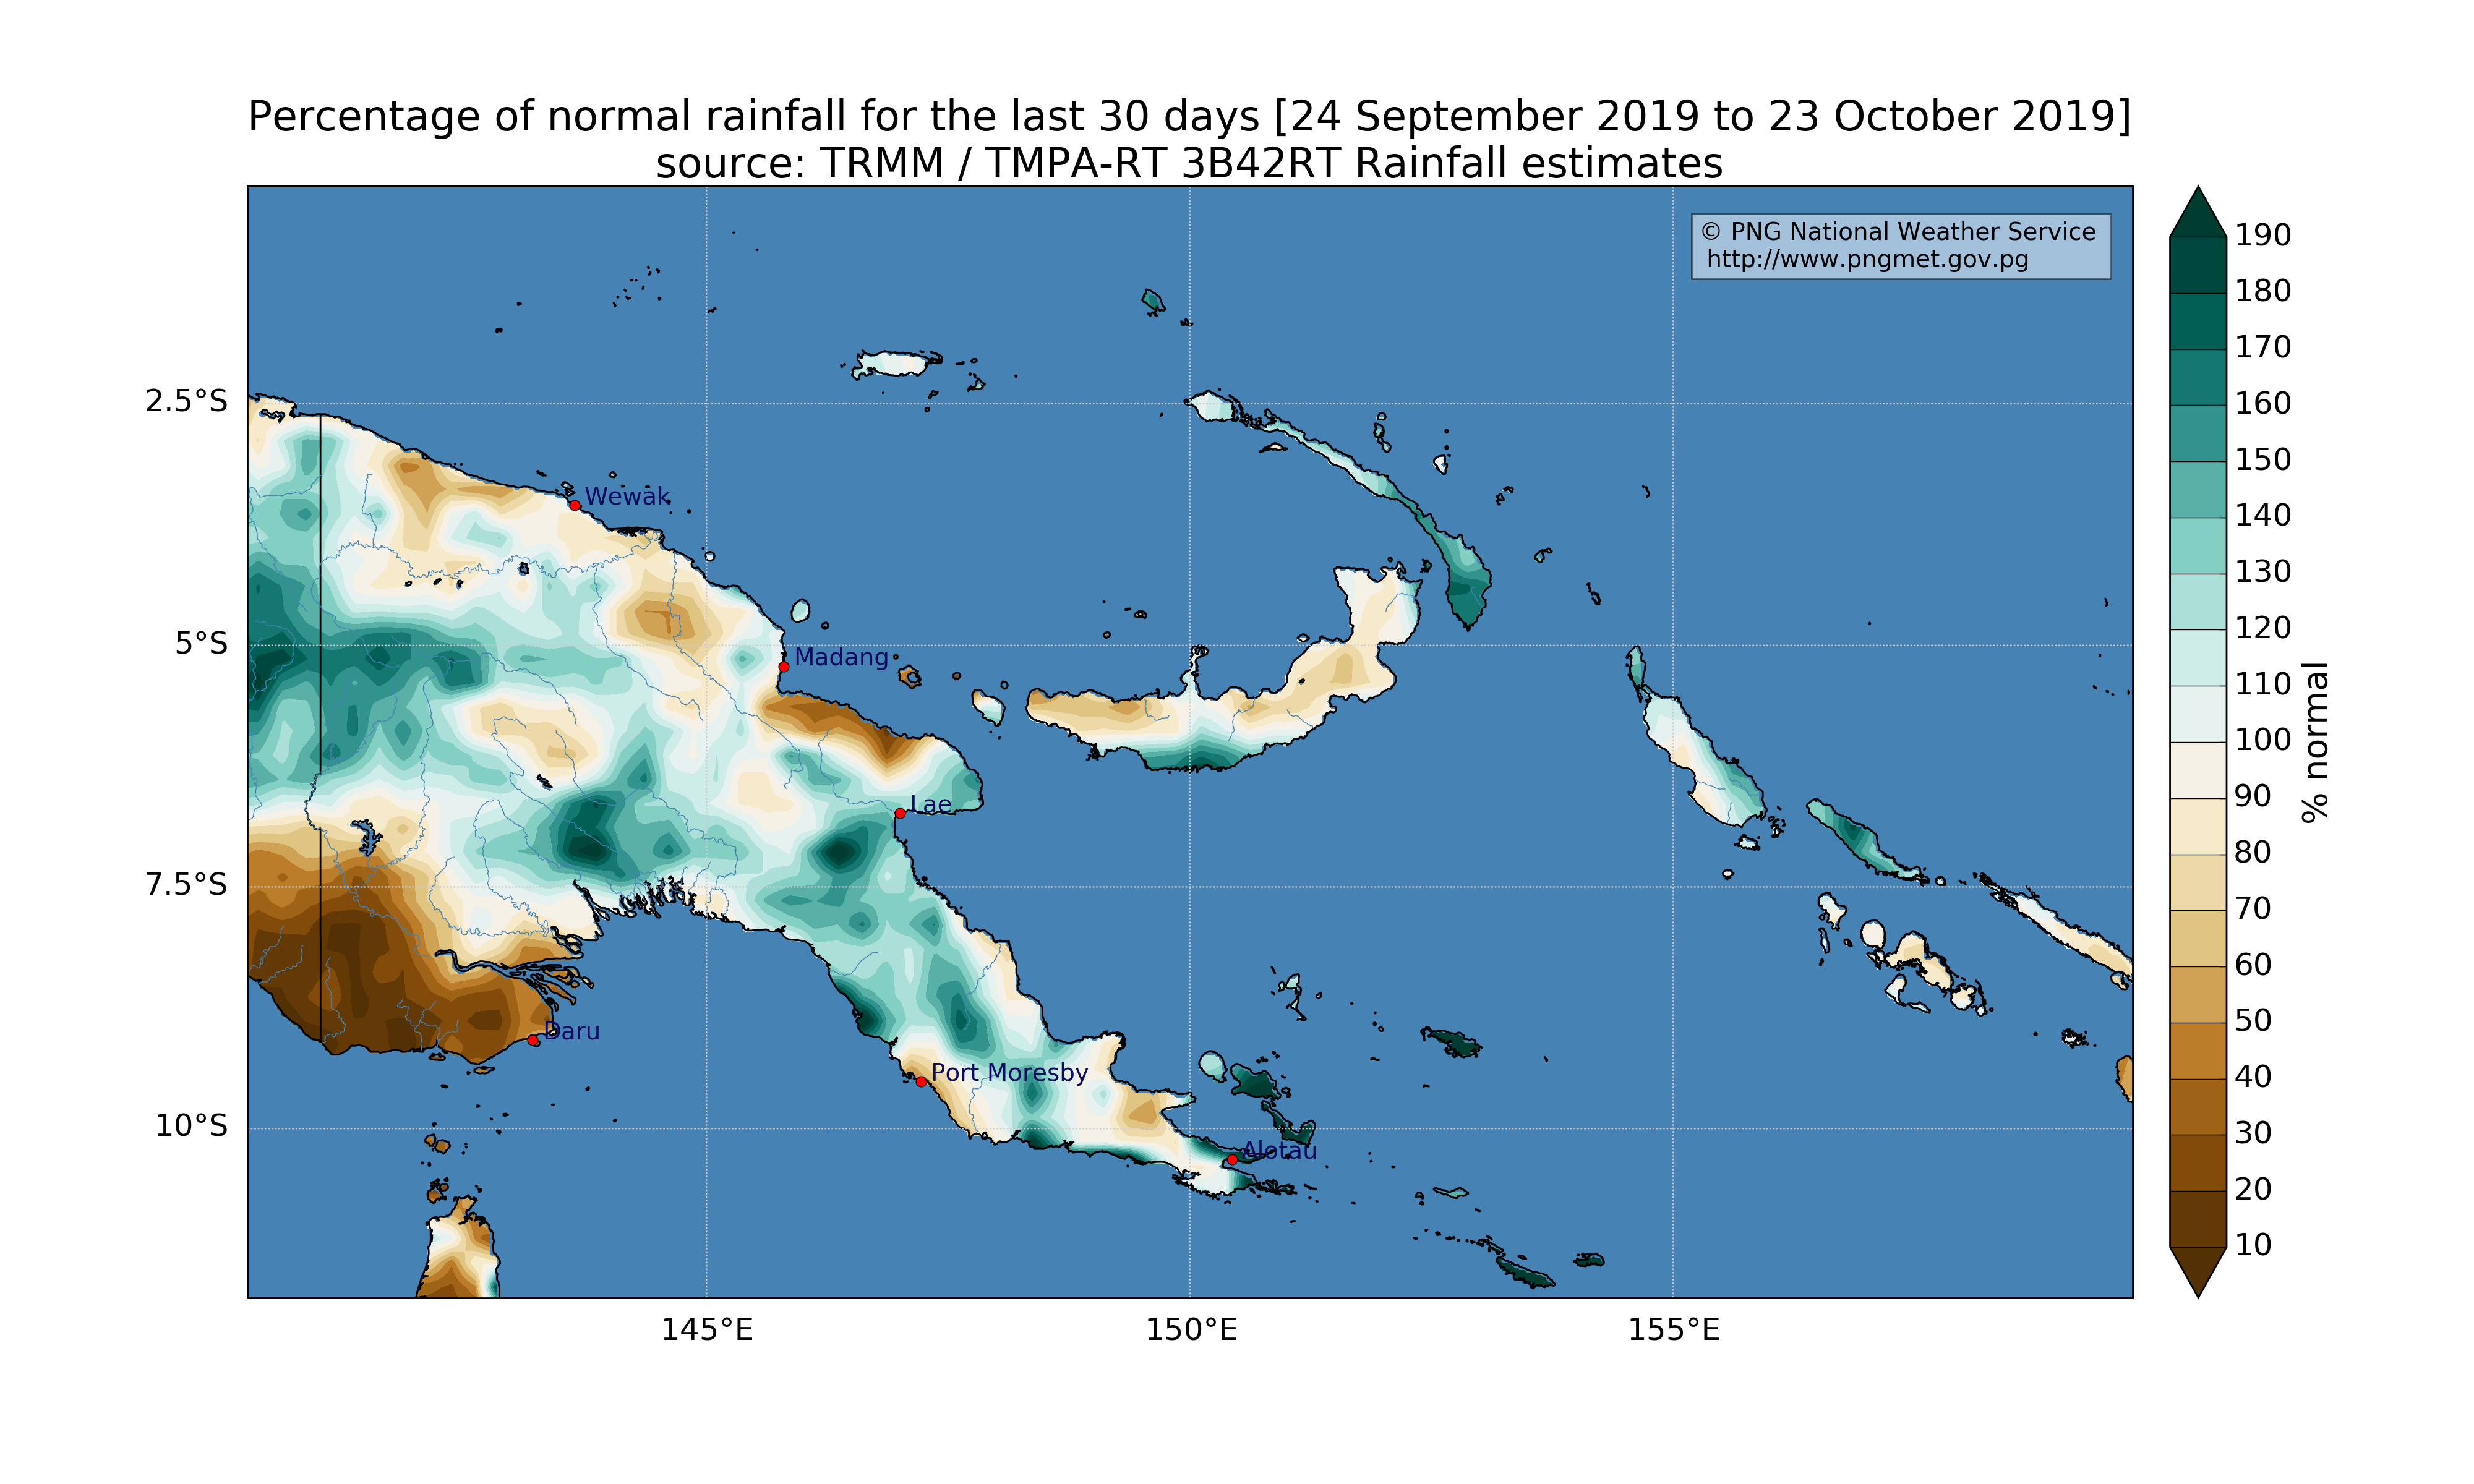 Percentage of normal rainfall for the last 30 days [24 September 2019 to 23 October 2019]
source: TRMM / TMPA-RT 3B42RT Rainfall estimates
© PNG National Weather Service
http://www.pngmet.gov.pg
190
180
170
160
150
140
130
120
110
100
90
80
70
60
50
40
30
20
10
% normal
2.5°S
5°S
7.5°S
10°S
Wewak
Madang
Lae
Daru
Port Moresby
Alotau
145°E
150°E
155°E